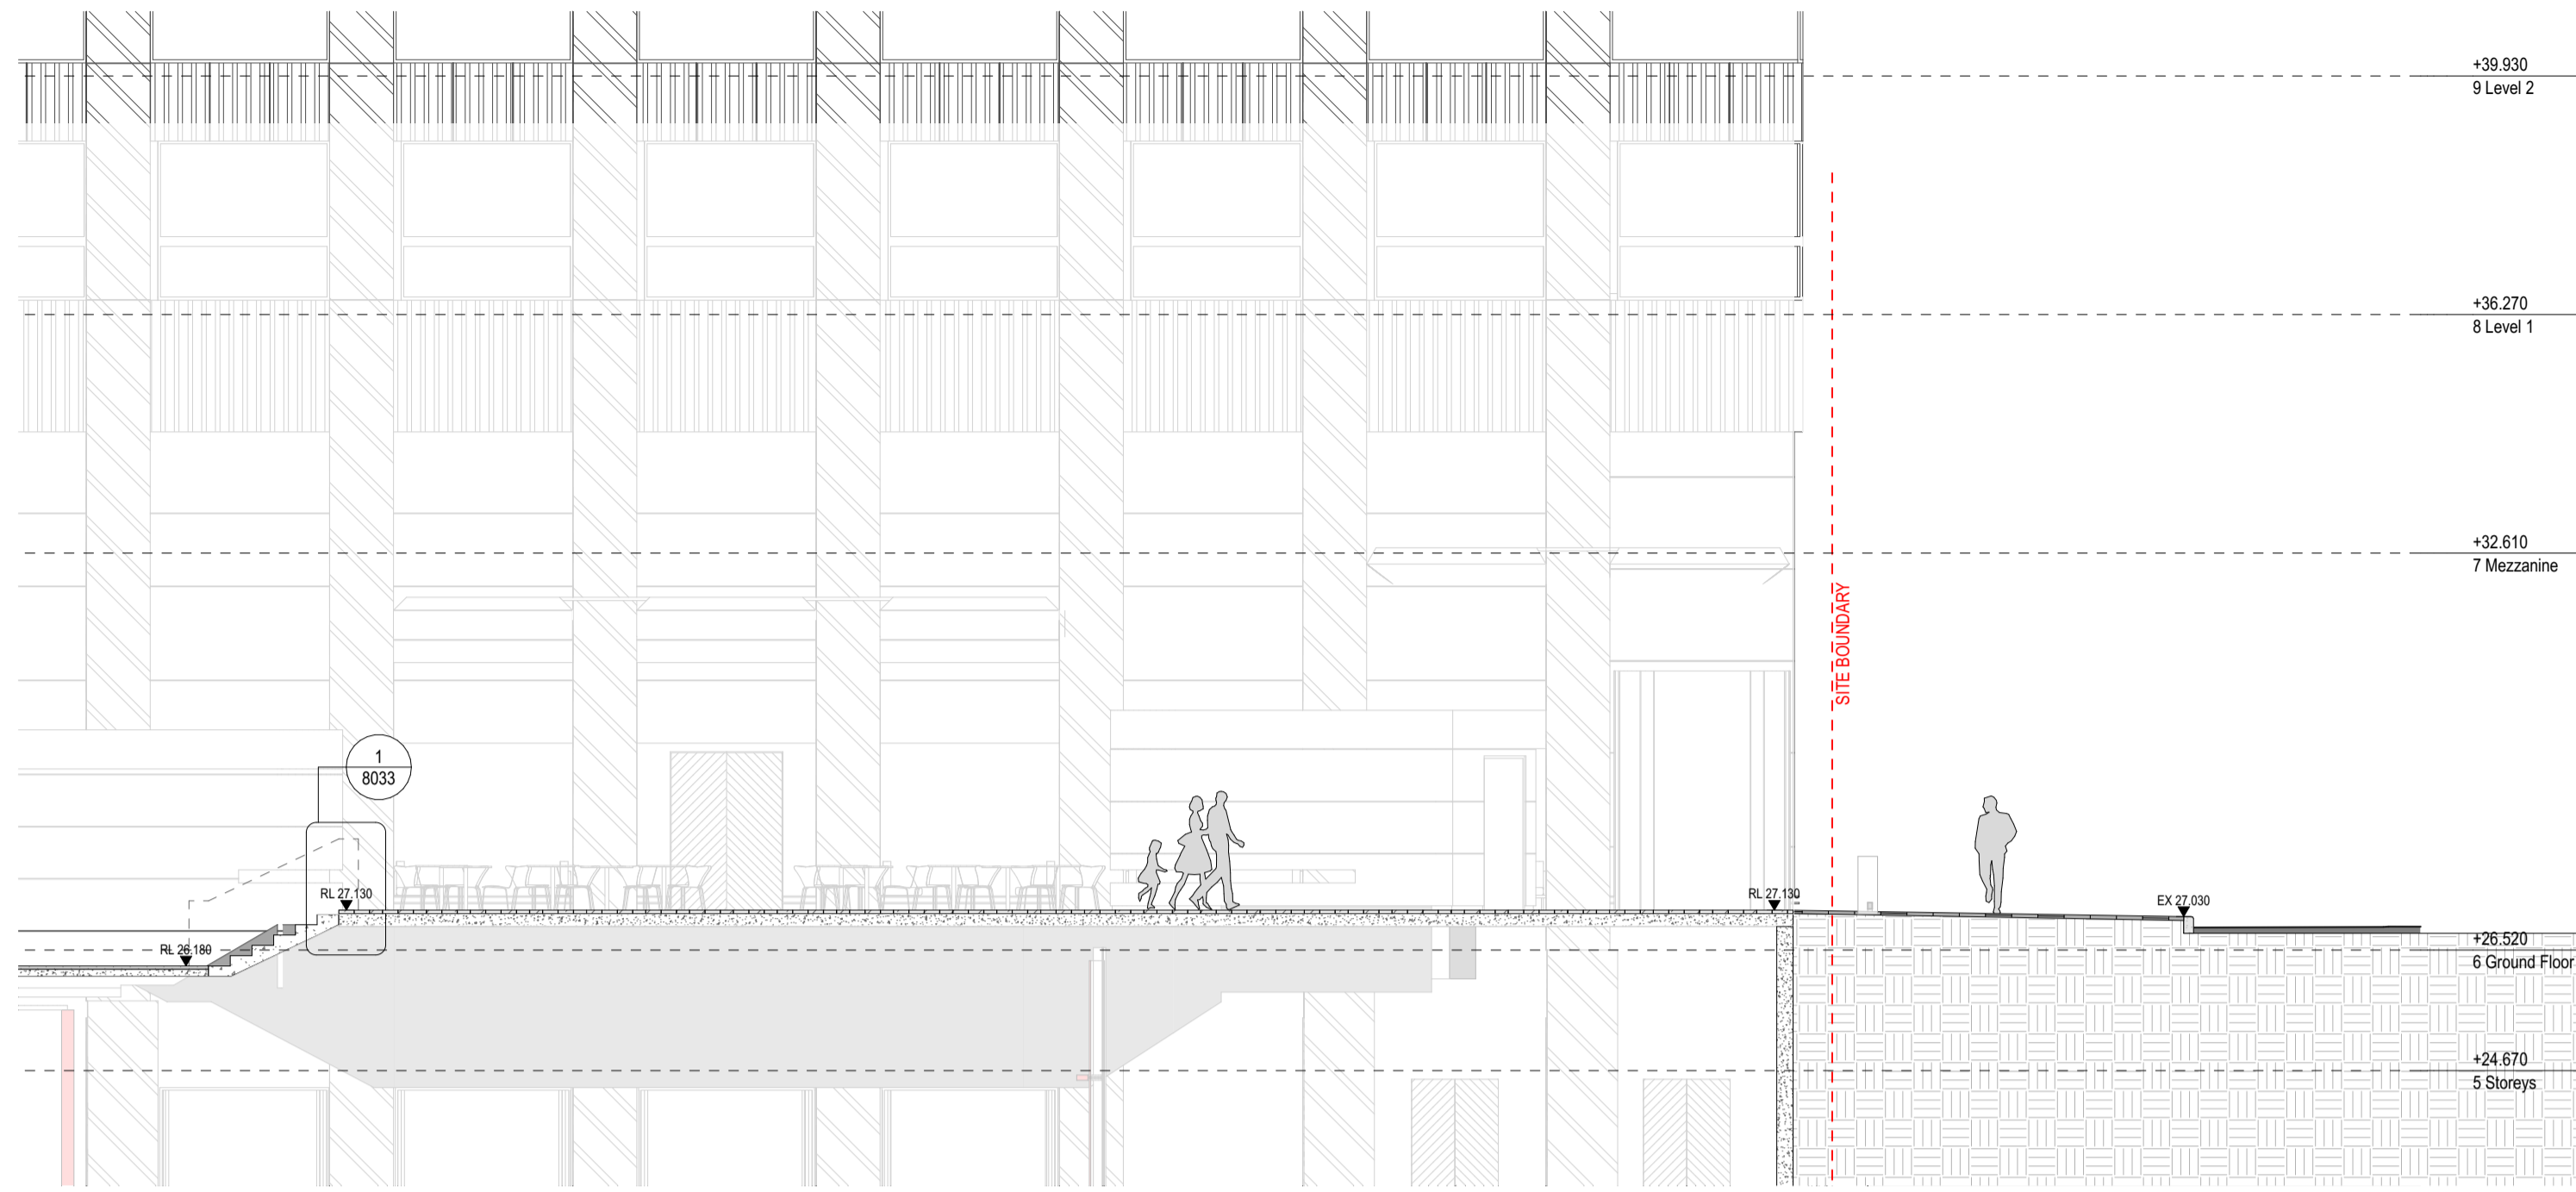 +39.930
9 Level 2
+36.270
8 Level 1
+32.610
7 Mezzanine
SITE BOUNDARY
1
8033
RL 27.130
RL 27.130
EX 27.030
RL 26.180
+26.520
6 Ground Floor
+24.670
5 Storeys